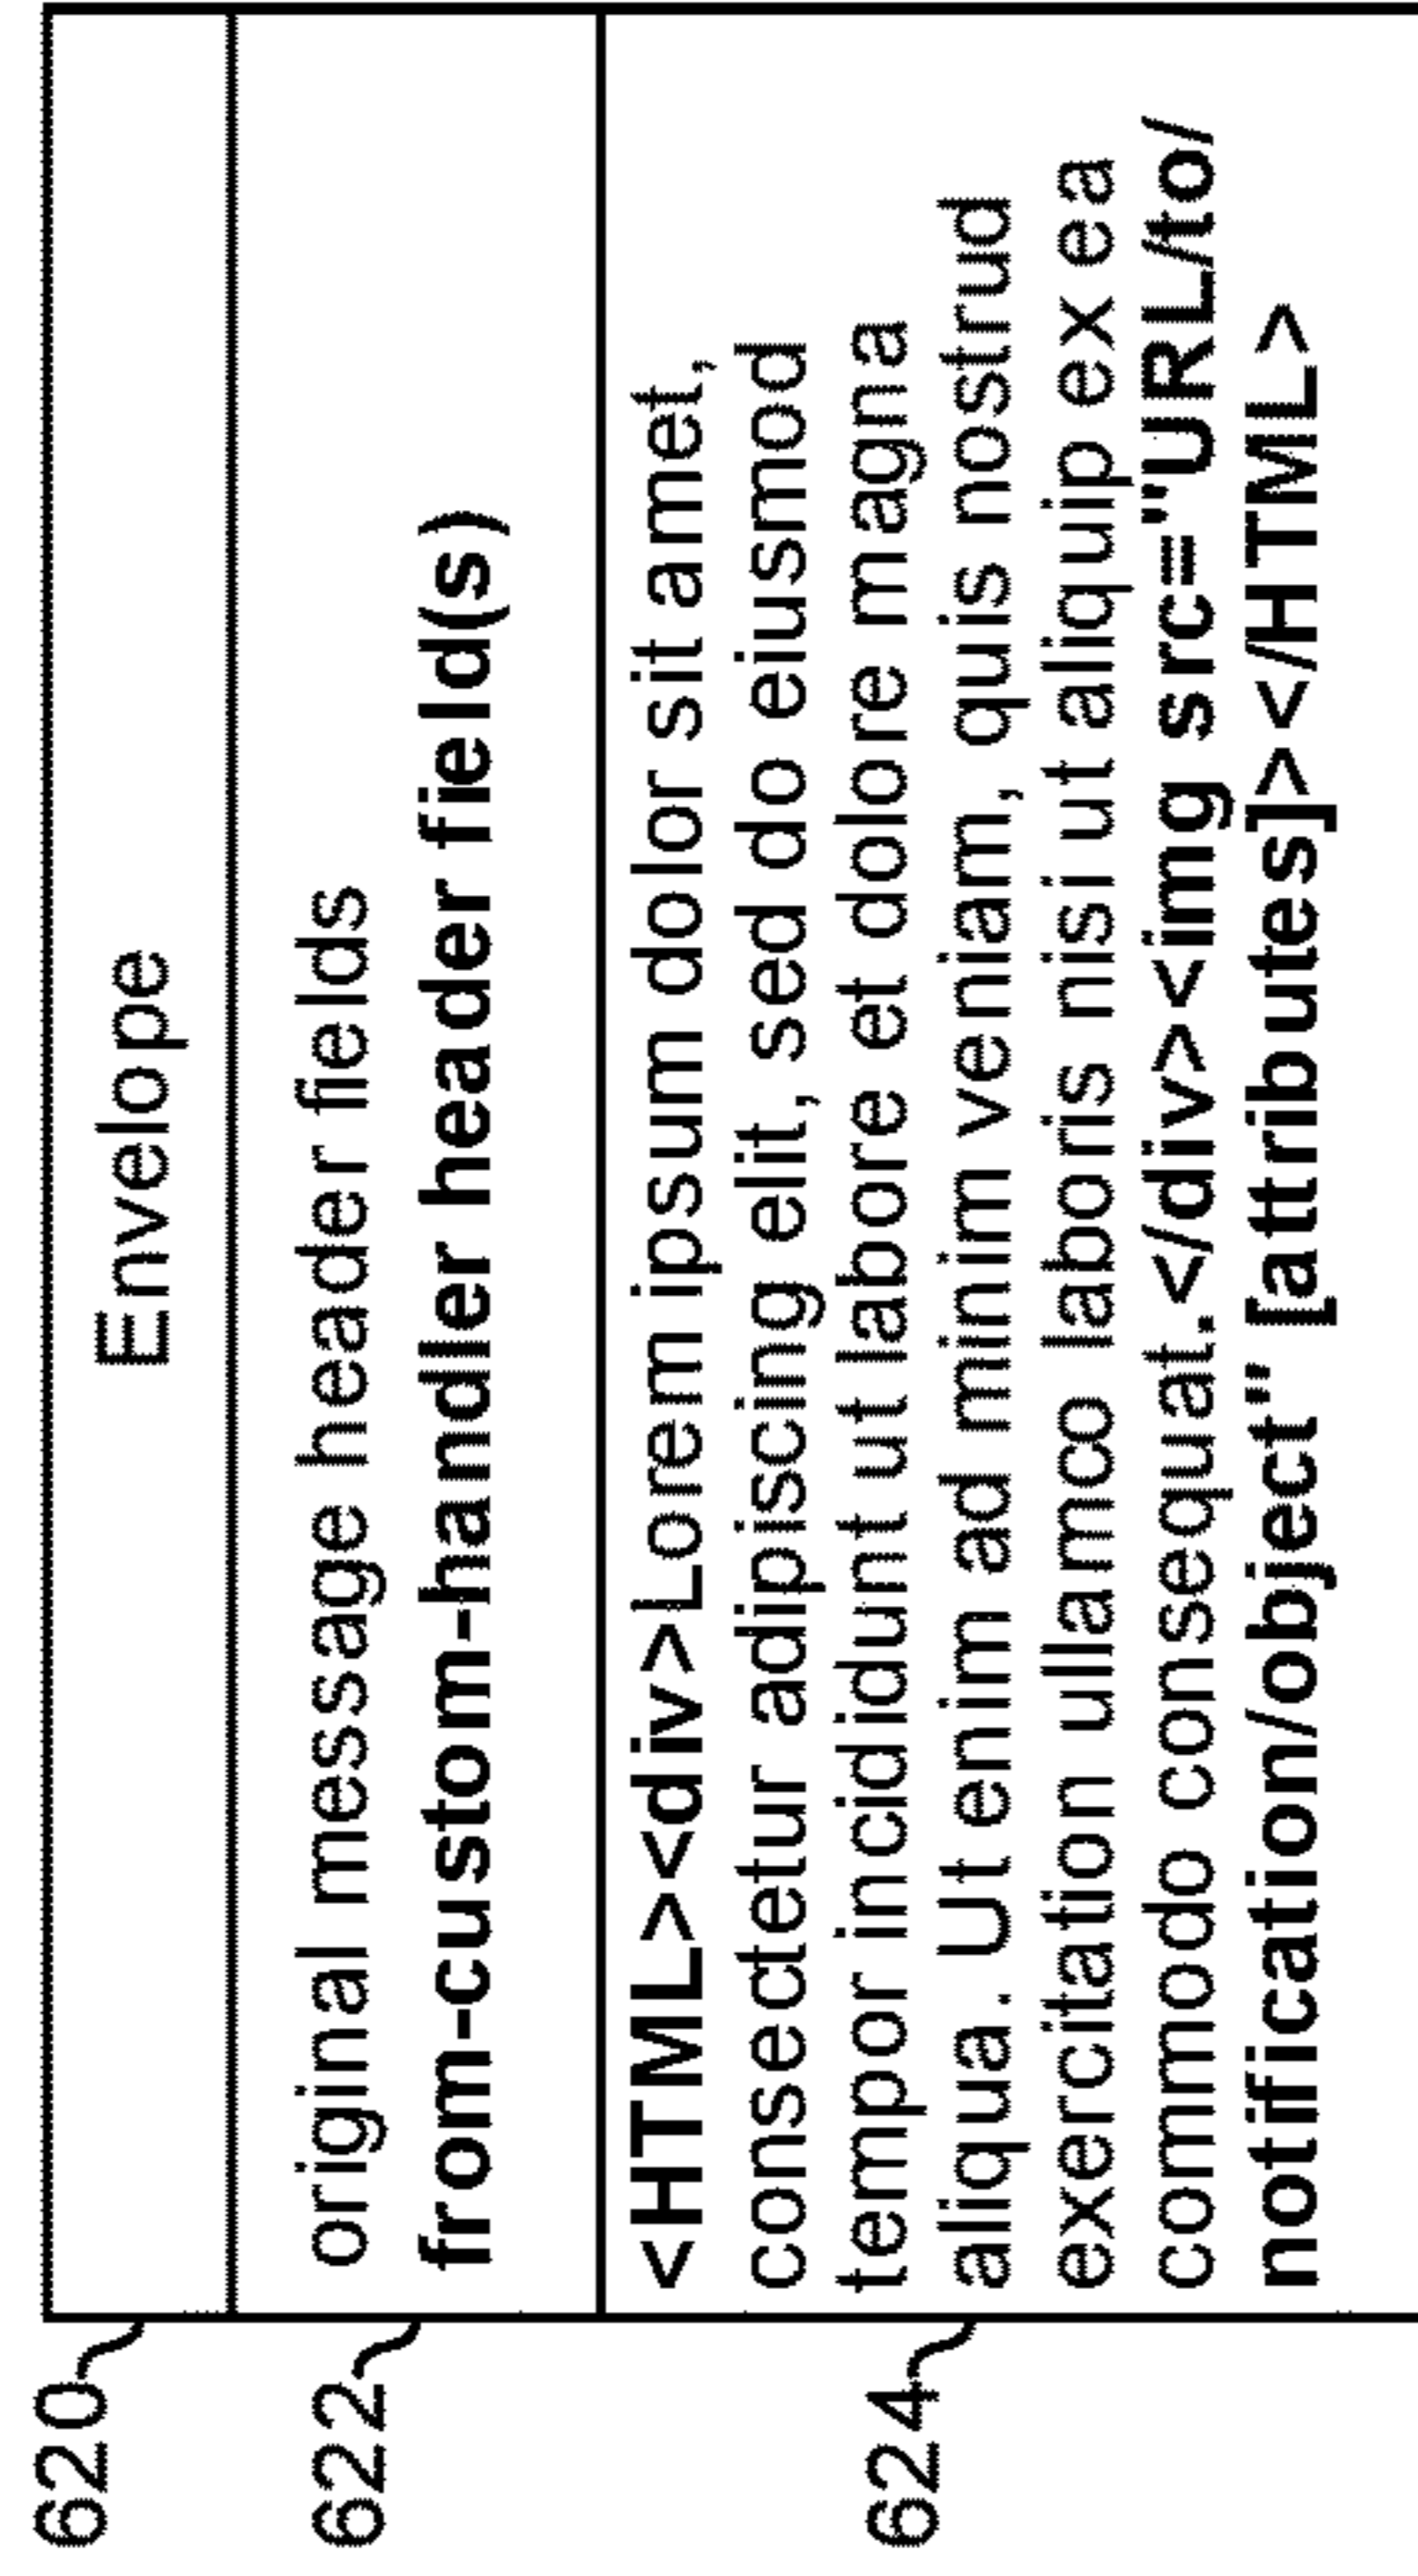 620
Envelope
622
original message header fields
from-custom-handler header field(s)
624
<HTML><div>Lorem ipsum dolor sit amet,
consectetur adipiscing elit, sed do eiusmod
tempor incididunt ut labore et dolore magna
aliqua. Ut enim ad minim veniam, quis nostrud
exercitation ullamco laboris nisi ut aliquip ex ea
commodo consequat.</div><img src="URL/to/
notification/object" [attributes]></HTML>